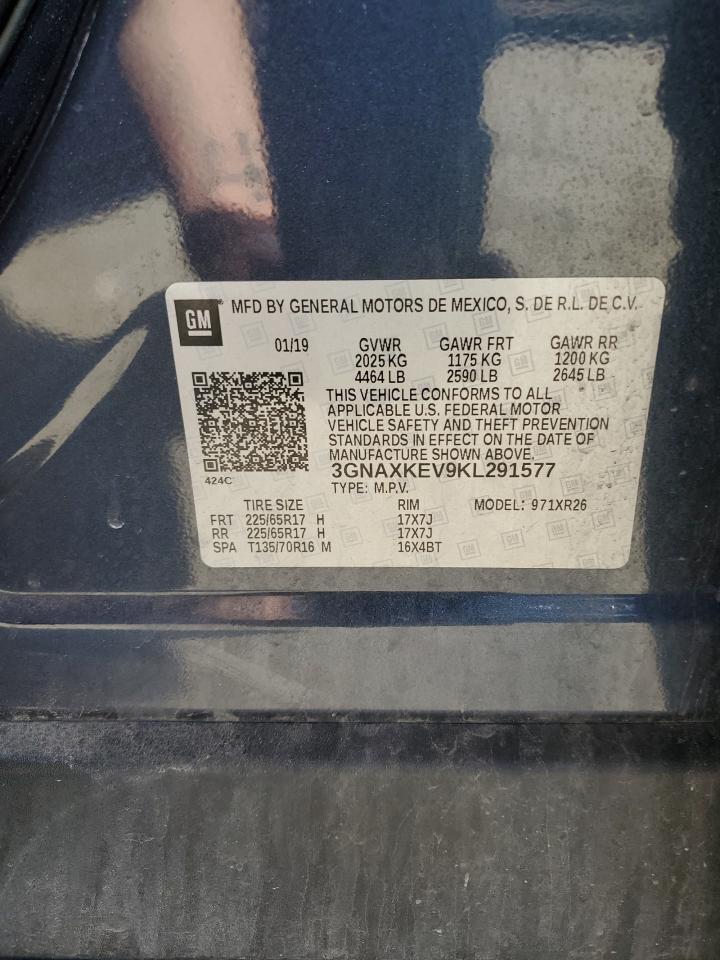 GM ® MFD BY GENERAL MOTORS DE MEXICO, S. DE R.L. DE C.V.
01/19 GVWR GAWR FRT GAWR RR
2025 KG 1175 KG 1200 KG
4464 LB 2590 LB 2645 LB
THIS VEHICLE CONFORMS TO ALL
APPLICABLE U.S. FEDERAL MOTOR
VEHICLE SAFETY AND THEFT PREVENTION
STANDARDS IN EFFECT ON THE DATE OF
MANUFACTURE SHOWN ABOVE.
3GNAXKEV9KL291577
424C TYPE: M.P.V.
TIRE SIZE RIM MODEL: 971XR26
FRT 225/65R17 H 17X7J
RR 225/65R17 H 17X7J
SPA T135/70R16 M 16X4BT